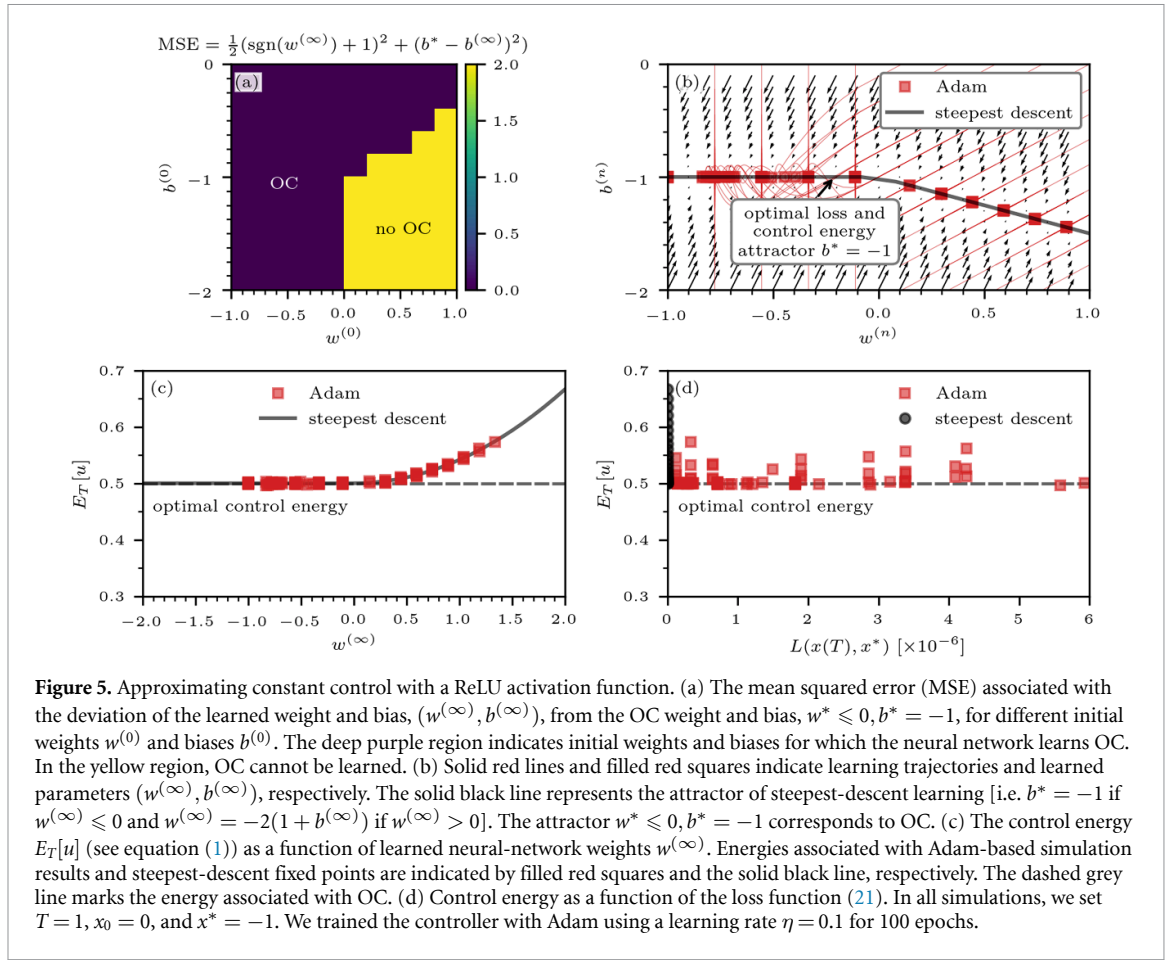 MSE = ½(sgn(w^(∞)) + 1)² + (b* − b^(∞))²)
(a)
0
−1
−2
b^(0)
OC
no OC
−1.0 −0.5 0.0 0.5 1.0
w^(0)
2.0
1.5
1.0
0.5
0.0
(b)
Adam
steepest descent
0
−1
−2
b^(n)
optimal loss and
control energy
attractor b* = −1
−1.0 −0.5 0.0 0.5 1.0
w^(n)
(c)
Adam
steepest descent
0.7
0.6
0.5
0.4
0.3
E_T[u]
optimal control energy
−2.0 −1.5 −1.0 −0.5 0.0 0.5 1.0 1.5 2.0
w^(∞)
(d)
Adam
steepest descent
0.7
0.6
0.5
0.4
0.3
E_T[u]
optimal control energy
0 1 2 3 4 5 6
L(x(T), x*) [×10⁻⁶]
Figure 5. Approximating constant control with a ReLU activation function. (a) The mean squared error (MSE) associated with
the deviation of the learned weight and bias, (w^(∞), b^(∞)), from the OC weight and bias, w* ⩽ 0, b* = −1, for different initial
weights w^(0) and biases b^(0). The deep purple region indicates initial weights and biases for which the neural network learns OC.
In the yellow region, OC cannot be learned. (b) Solid red lines and filled red squares indicate learning trajectories and learned
parameters (w^(∞), b^(∞)), respectively. The solid black line represents the attractor of steepest-descent learning [i.e. b* = −1 if
w^(∞) ⩽ 0 and w^(∞) = −2(1 + b^(∞)) if w^(∞) > 0]. The attractor w* ⩽ 0, b* = −1 corresponds to OC. (c) The control energy
E_T[u] (see equation (1)) as a function of learned neural-network weights w^(∞). Energies associated with Adam-based simulation
results and steepest-descent fixed points are indicated by filled red squares and the solid black line, respectively. The dashed grey
line marks the energy associated with OC. (d) Control energy as a function of the loss function (21). In all simulations, we set
T = 1, x₀ = 0, and x* = −1. We trained the controller with Adam using a learning rate η = 0.1 for 100 epochs.